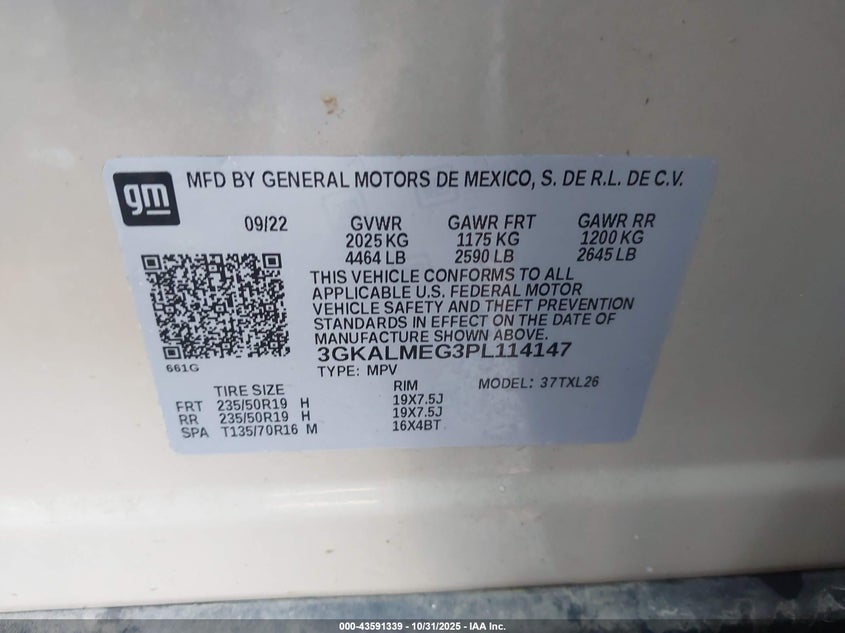 gm
MFD BY GENERAL MOTORS DE MEXICO, S. DE R.L. DE C.V.
09/22 GVWR GAWR FRT GAWR RR
2025 KG 1175 KG 1200 KG
4464 LB 2590 LB 2645 LB
THIS VEHICLE CONFORMS TO ALL
APPLICABLE U.S. FEDERAL MOTOR
VEHICLE SAFETY AND THEFT PREVENTION
STANDARDS IN EFFECT ON THE DATE OF
MANUFACTURE SHOWN ABOVE.
3GKALMEG3PL114147
661G
TYPE: MPV
TIRE SIZE RIM MODEL: 37TXL26
FRT 235/50R19 H 19X7.5J
RR 235/50R19 H 19X7.5J
SPA T135/70R16 M 16X4BT
000-43591339 - 10/31/2025 - IAA Inc.